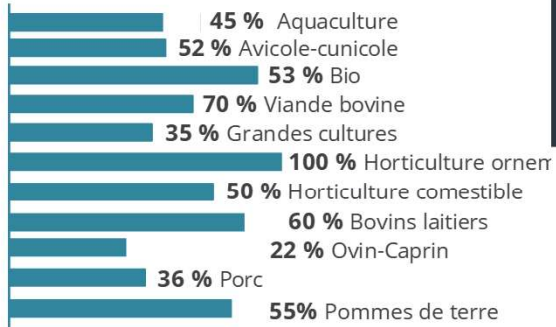 45 % Aquaculture
52 % Avicole-cunicole
53 % Bio
70 % Viande bovine
35 % Grandes cultures
100 % Horticulture ornem
50 % Horticulture comestible
60 % Bovins laitiers
22 % Ovin-Caprin
36 % Porc
55% Pommes de terre